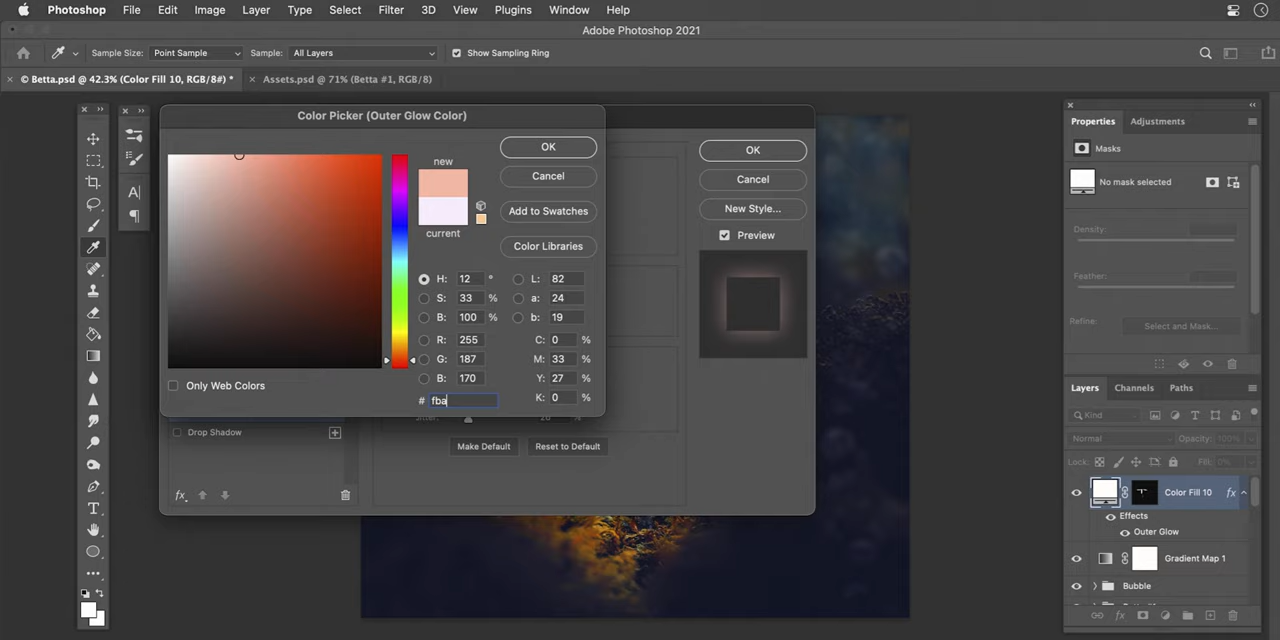 Photoshop File Edit Image Layer Type Select Filter 3D View Plugins Window Help
Adobe Photoshop 2021
Sample Size: Point Sample Sample: All Layers Show Sampling Ring
× © Betta.psd @ 42.3% (Color Fill 10, RGB/8#) * × Assets.psd @ 71% (Betta #1, RGB/8)
Color Picker (Outer Glow Color)
new
current
OK
Cancel
Add to Swatches
Color Libraries
H: 12 °
S: 33 %
B: 100 %
R: 255
G: 187
B: 170
# fba
L: 82
a: 24
b: 19
C: 0 %
M: 33 %
Y: 27 %
K: 0 %
Only Web Colors
Drop Shadow
fx
Jitter: %
Make Default Reset to Default
OK
Cancel
New Style...
Preview
Properties Adjustments
Masks
No mask selected
Density:
Feather:
Refine: Select and Mask...
Layers Channels Paths
Kind
Normal Opacity: 100%
Lock: Fill:
Color Fill 10 fx
Effects
Outer Glow
Gradient Map 1
Bubble
fx